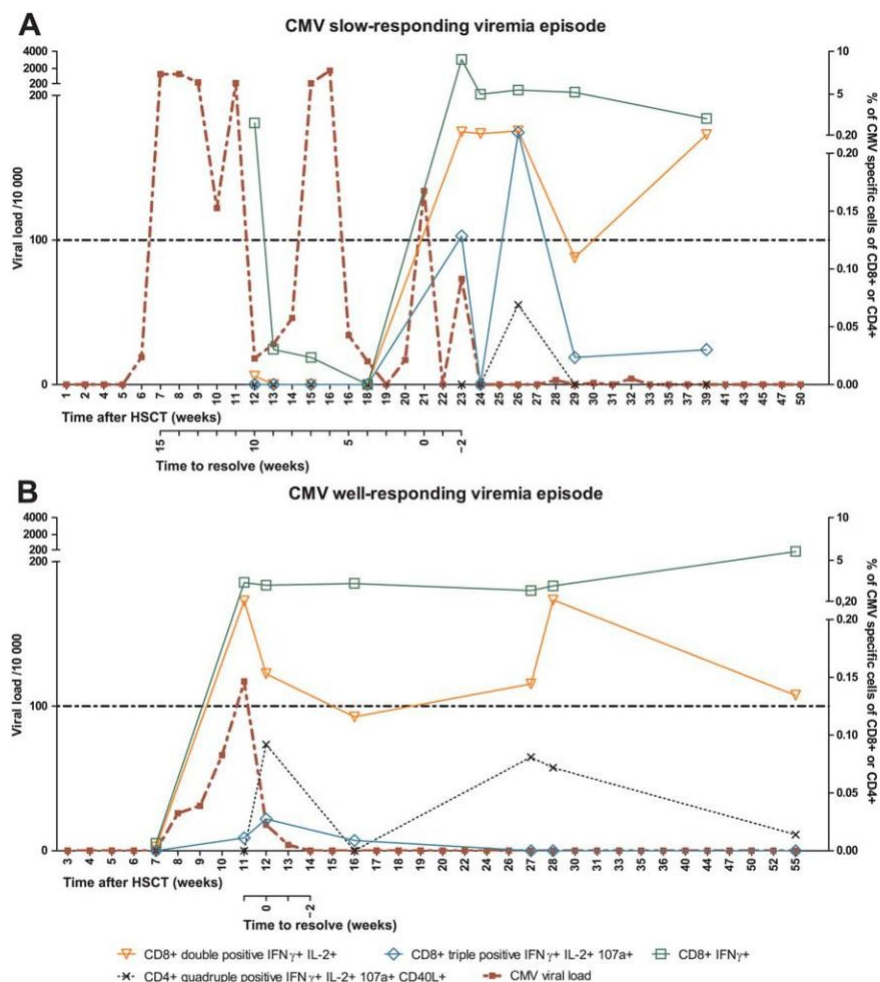 A
CMV slow-responding viremia episode
4000
2000
200
200
100
0
Viral load /10 000
10
5
0.20
0.20
0.15
0.10
0.05
0.00
% of CMV specific cells of CD8+ or CD4+
1 2 3 4 5 6 7 8 9 10 11 12 13 14 15 16 18 19 20 21 22 23 24 25 26 27 28 29 30 31 32 33 35 37 39 41 43 45 47 50
Time after HSCT (weeks)
15 10 5 0 −2
Time to resolve (weeks)
B
CMV well-responding viremia episode
4000
2000
200
200
100
0
Viral load /10 000
10
5
0,20
0.20
0.15
0.10
0.05
0.00
% of CMV specific cells of CD8+ or CD4+
3 4 5 6 7 8 9 10 11 12 13 14 15 16 17 18 19 20 23 25 26 27 28 30 31 33 35 36 40 44 47 50 52 55
Time after HSCT (weeks)
0 −2
Time to resolve (weeks)
CD8+ double positive IFNγ+ IL-2+ CD8+ triple positive IFNγ+ IL-2+ 107a+ CD8+ IFNγ+
CD4+ quadruple positive IFNγ+ IL-2+ 107a+ CD40L+ CMV viral load